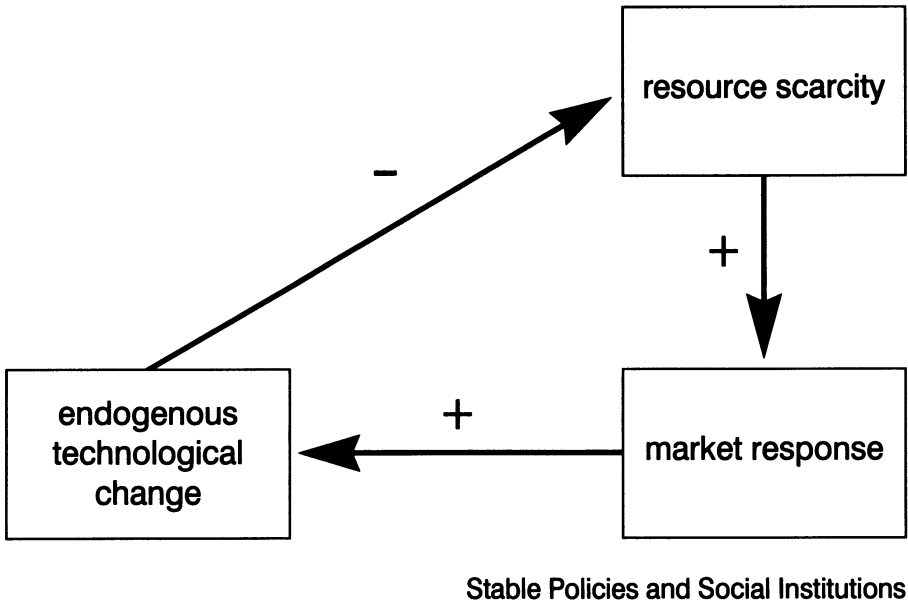 resource scarcity
–
+
+
endogenous
technological
change
market response
Stable Policies and Social Institutions